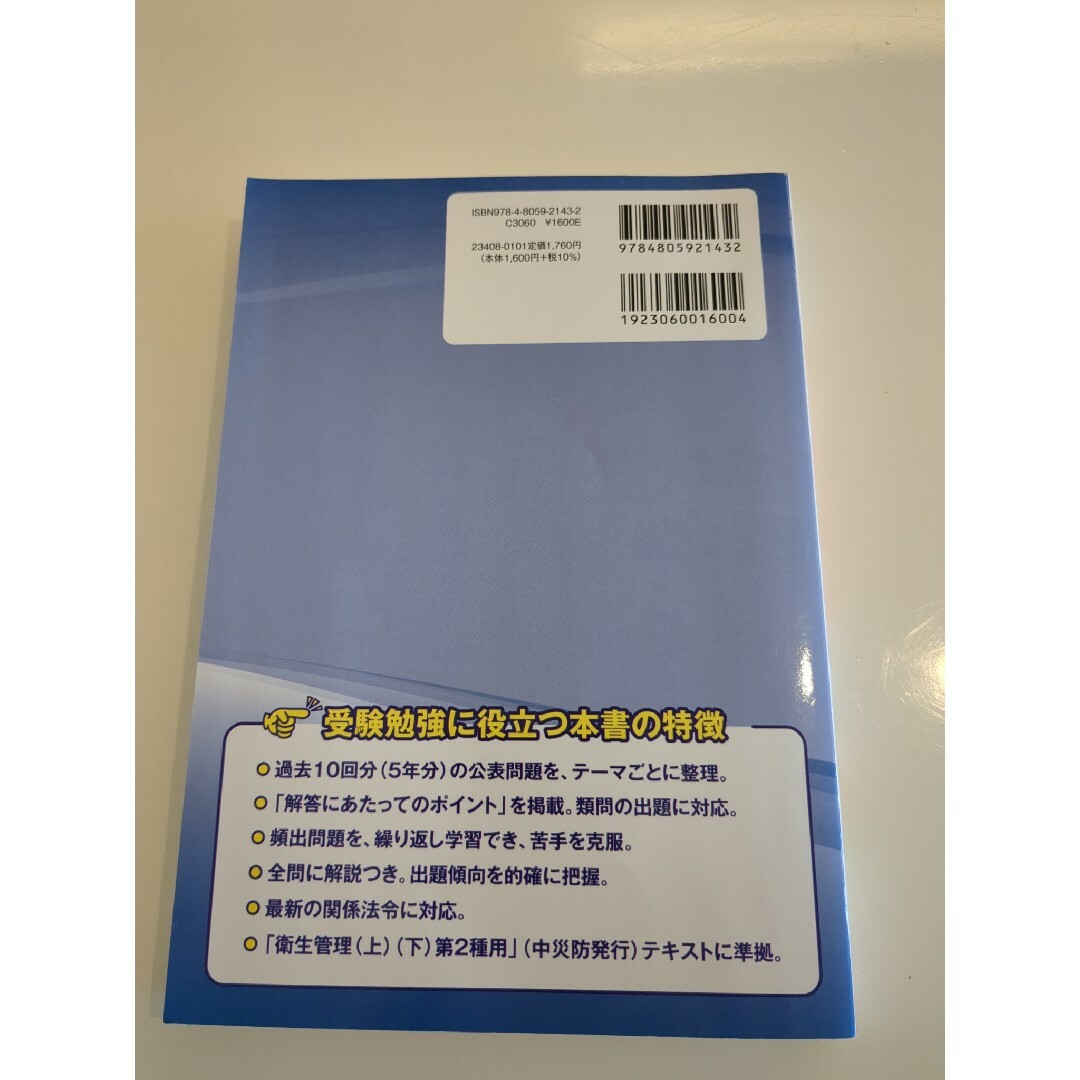 ISBN978-4-8059-2143-2
C3060 ¥1600E
23408-0101定価1,760円
(本体1,600円+税10%)
9784805921432
1923060016004
受験勉強に役立つ本書の特徴
過去10回分(5年分)の公表問題を、テーマごとに整理。
「解答にあたってのポイント」を掲載。類問の出題に対応。
頻出問題を、繰り返し学習でき、苦手を克服。
全問に解説つき。出題傾向を的確に把握。
最新の関係法令に対応。
「衛生管理(上)(下)第2種用」(中災防発行)テキストに準拠。